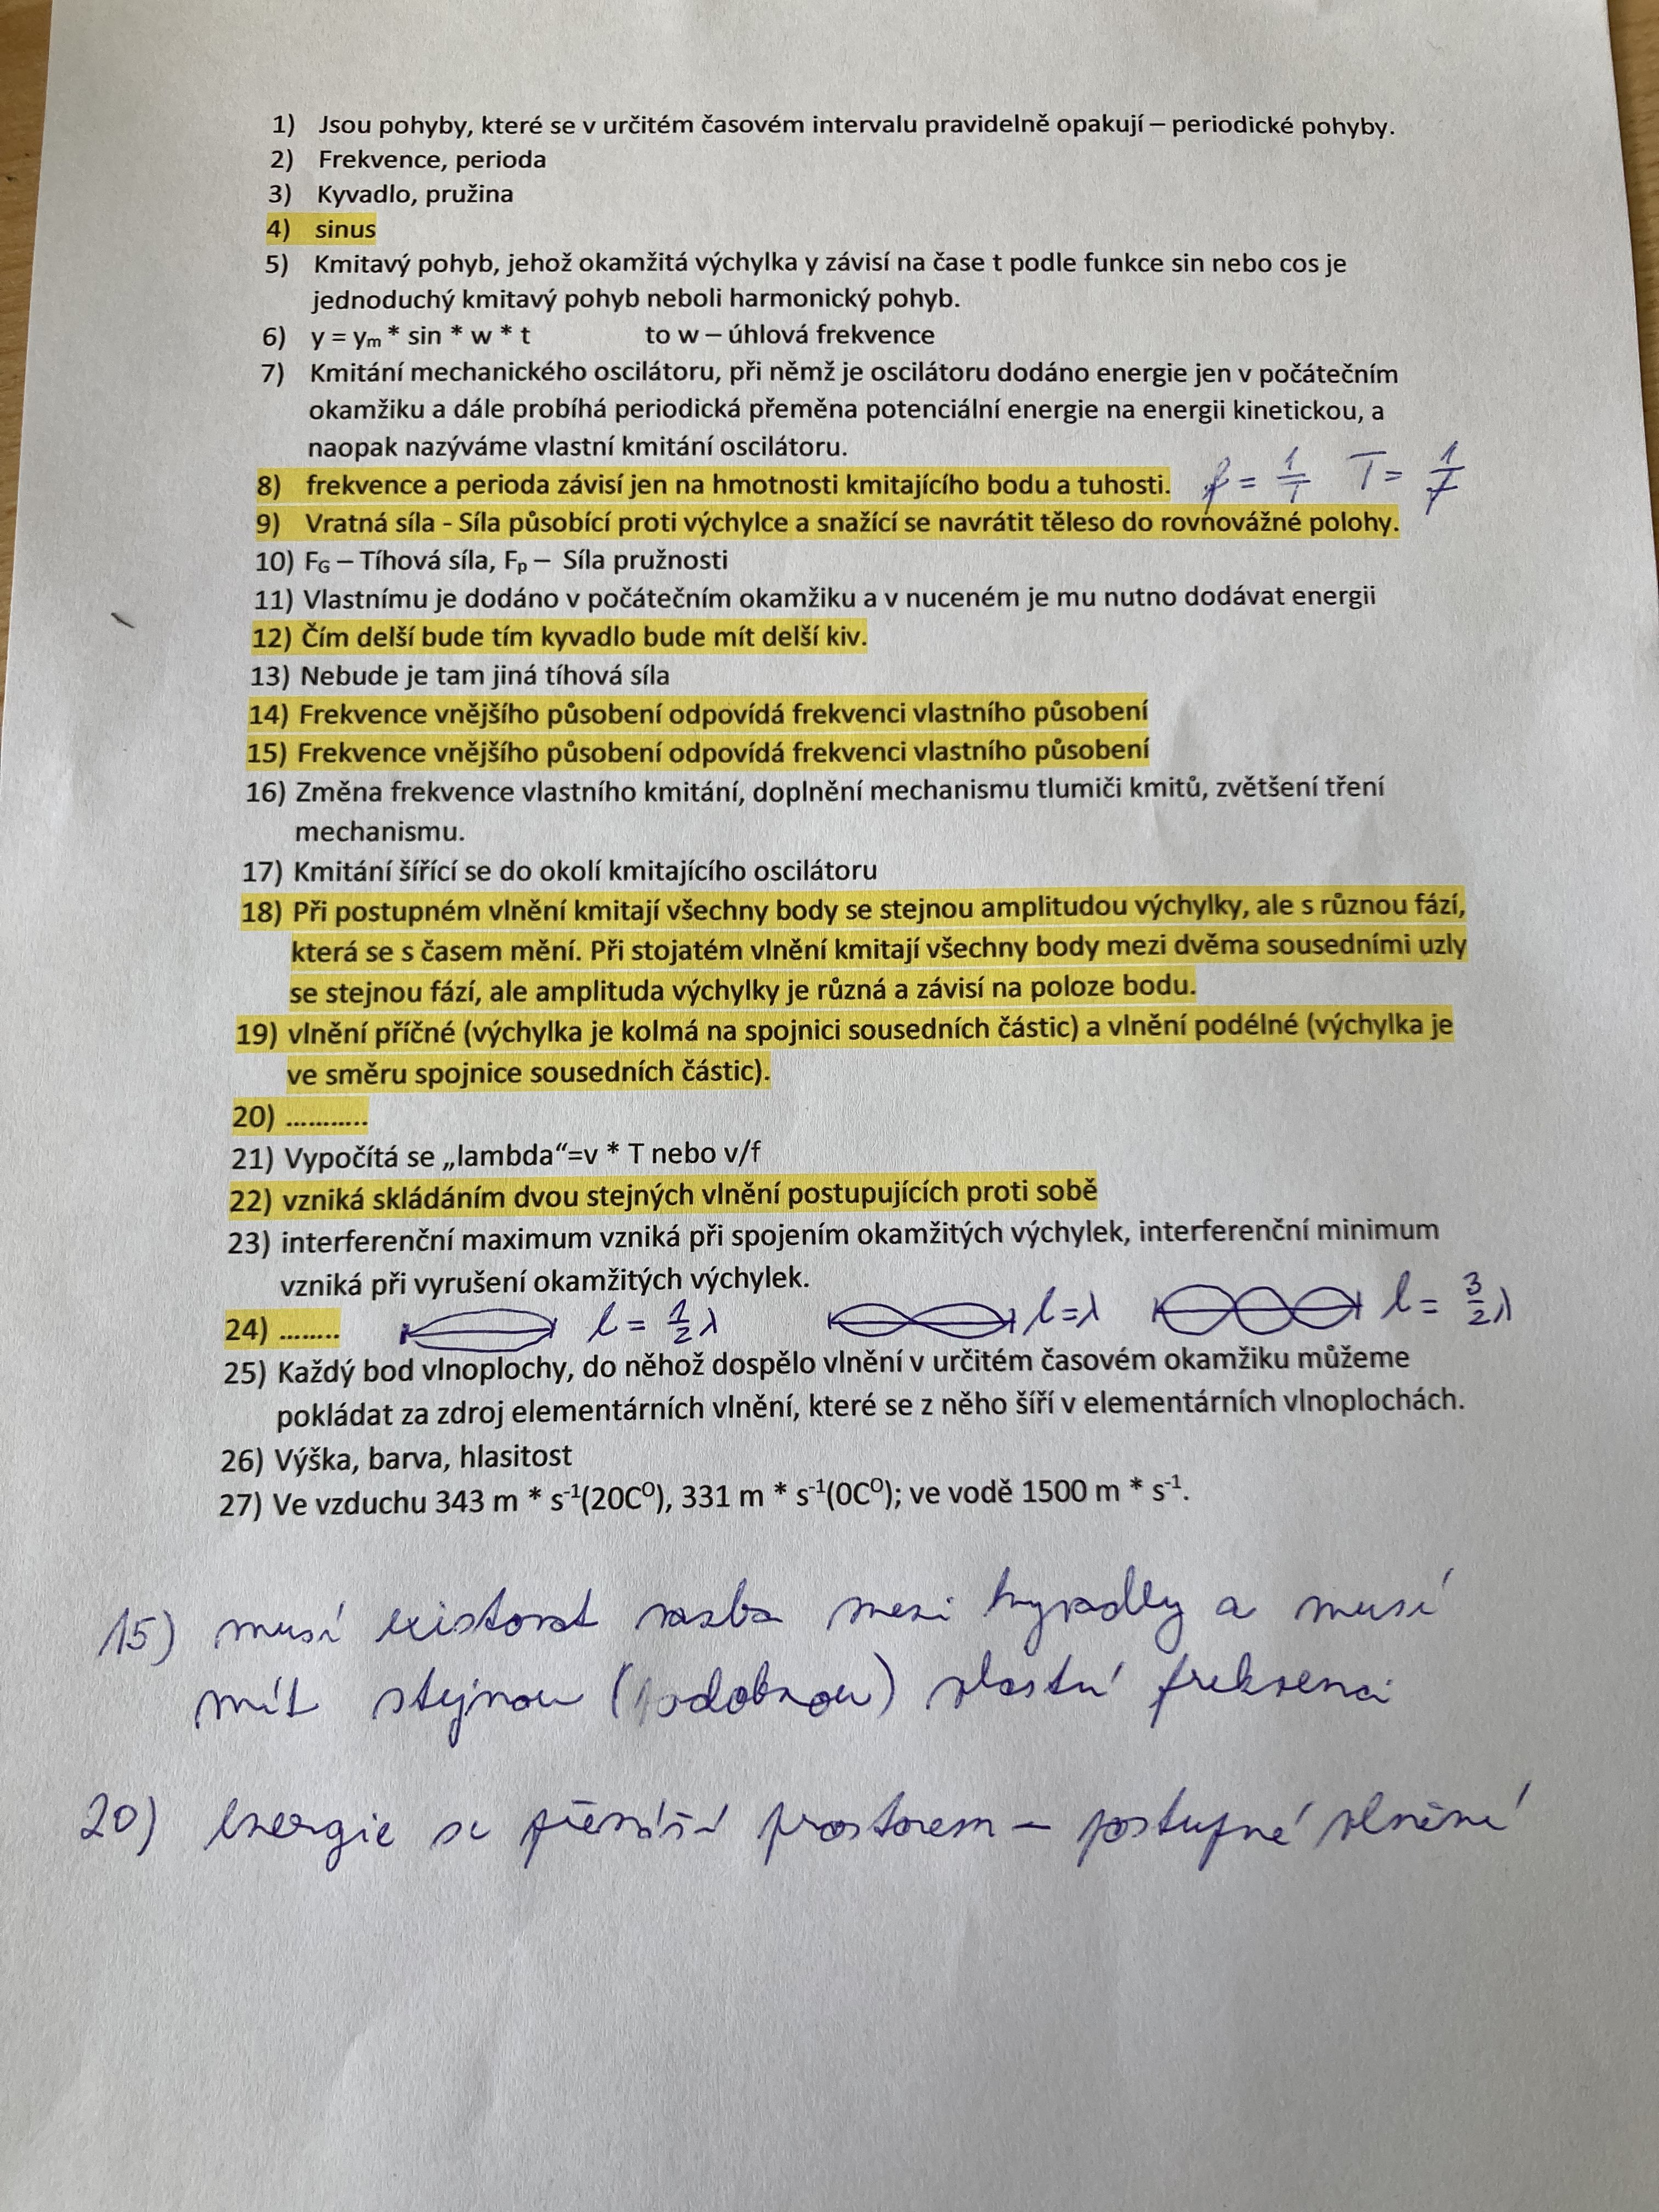 1) Jsou pohyby, které se v určitém časovém intervalu pravidelně opakují – periodické pohyby.
2) Frekvence, perioda
3) Kyvadlo, pružina
4) sinus
5) Kmitavý pohyb, jehož okamžitá výchylka y závisí na čase t podle funkce sin nebo cos je
jednoduchý kmitavý pohyb neboli harmonický pohyb.
6) y = yₘ * sin * w * t to w – úhlová frekvence
7) Kmitání mechanického oscilátoru, při němž je oscilátoru dodáno energie jen v počátečním
okamžiku a dále probíhá periodická přeměna potenciální energie na energii kinetickou, a
naopak nazýváme vlastní kmitání oscilátoru.
8) frekvence a perioda závisí jen na hmotnosti kmitajícího bodu a tuhosti. f = 1/T T = 1/f
9) Vratná síla - Síla působící proti výchylce a snažící se navrátit těleso do rovnovážné polohy.
10) F_G – Tíhová síla, Fₚ – Síla pružnosti
11) Vlastnímu je dodáno v počátečním okamžiku a v nuceném je mu nutno dodávat energii
12) Čím delší bude tím kyvadlo bude mít delší kiv.
13) Nebude je tam jiná tíhová síla
14) Frekvence vnějšího působení odpovídá frekvenci vlastního působení
15) Frekvence vnějšího působení odpovídá frekvenci vlastního působení
16) Změna frekvence vlastního kmitání, doplnění mechanismu tlumiči kmitů, zvětšení tření
mechanismu.
17) Kmitání šířící se do okolí kmitajícího oscilátoru
18) Při postupném vlnění kmitají všechny body se stejnou amplitudou výchylky, ale s různou fází,
která se s časem mění. Při stojatém vlnění kmitají všechny body mezi dvěma sousedními uzly
se stejnou fází, ale amplituda výchylky je různá a závisí na poloze bodu.
19) vlnění příčné (výchylka je kolmá na spojnici sousedních částic) a vlnění podélné (výchylka je
ve směru spojnice sousedních částic).
20) ...........
21) Vypočítá se „lambda“=v * T nebo v/f
22) vzniká skládáním dvou stejných vlnění postupujících proti sobě
23) interferenční maximum vzniká při spojením okamžitých výchylek, interferenční minimum
vzniká při vyrušení okamžitých výchylek.
24) ........ l = 1/2 λ l = λ l = 3/2 λ
25) Každý bod vlnoplochy, do něhož dospělo vlnění v určitém časovém okamžiku můžeme
pokládat za zdroj elementárních vlnění, které se z něho šíří v elementárních vlnoplochách.
26) Výška, barva, hlasitost
27) Ve vzduchu 343 m * s⁻¹(20Cᴼ), 331 m * s⁻¹(0Cᴼ); ve vodě 1500 m * s⁻¹.
15) musí existovat vazba mezi kyvadly a musí
mít stejnou (podobnou) vlastní frekvenci
20) energie se přenáší prostorem – postupné vlnění